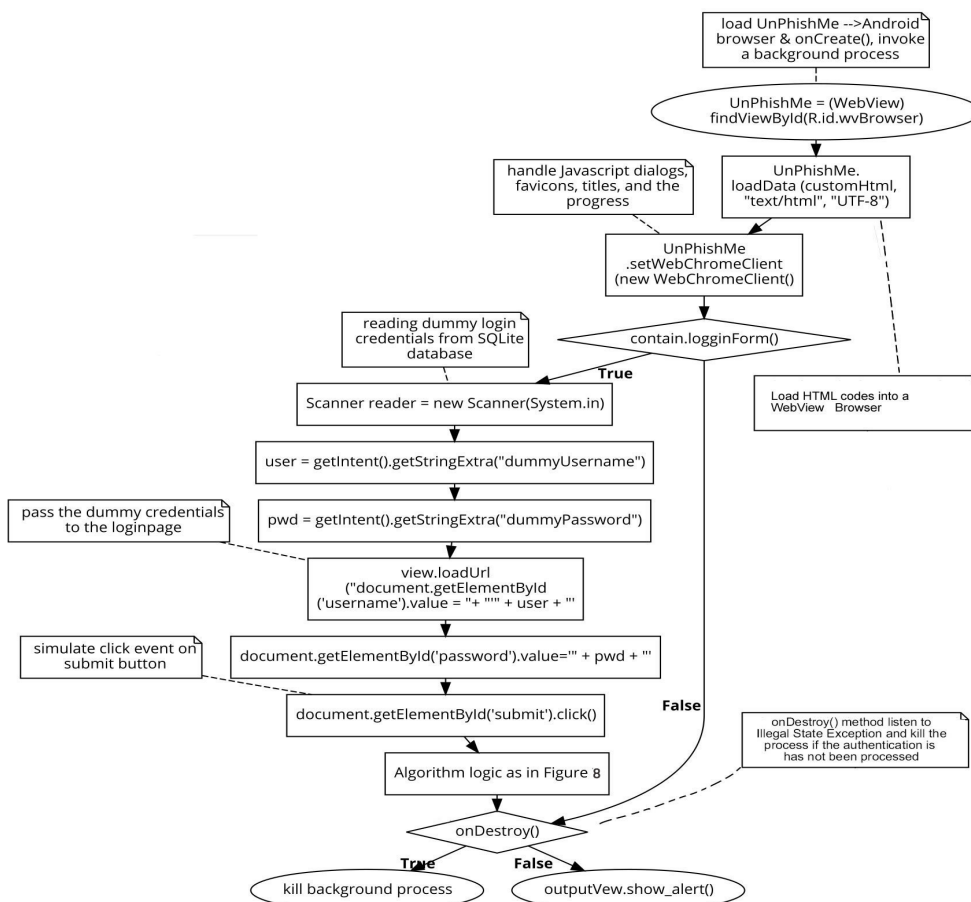 load UnPhishMe -->Android
browser & onCreate(), invoke
a background process
UnPhishMe = (WebView)
findViewById(R.id.wvBrowser)
handle Javascript dialogs,
favicons, titles, and the
progress
UnPhishMe.
loadData (customHtml,
"text/html", "UTF-8")
UnPhishMe
.setWebChromeClient
(new WebChromeClient()
reading dummy login
credentials from SQLite
database
contain.logginForm()
True
Load HTML codes into a
WebView Browser
Scanner reader = new Scanner(System.in)
user = getIntent().getStringExtra("dummyUsername")
pass the dummy credentials
to the loginpage
pwd = getIntent().getStringExtra("dummyPassword")
view.loadUrl
("document.getElementById
('username').value = "+ "'" + user + "'
simulate click event on
submit button
document.getElementById('password').value='" + pwd + "'
document.getElementById('submit').click()
False
onDestroy() method listen to
Illegal State Exception and kill the
process if the authentication is
has not been processed
Algorithm logic as in Figure 8
onDestroy()
True
False
kill background process
outputVew.show_alert()